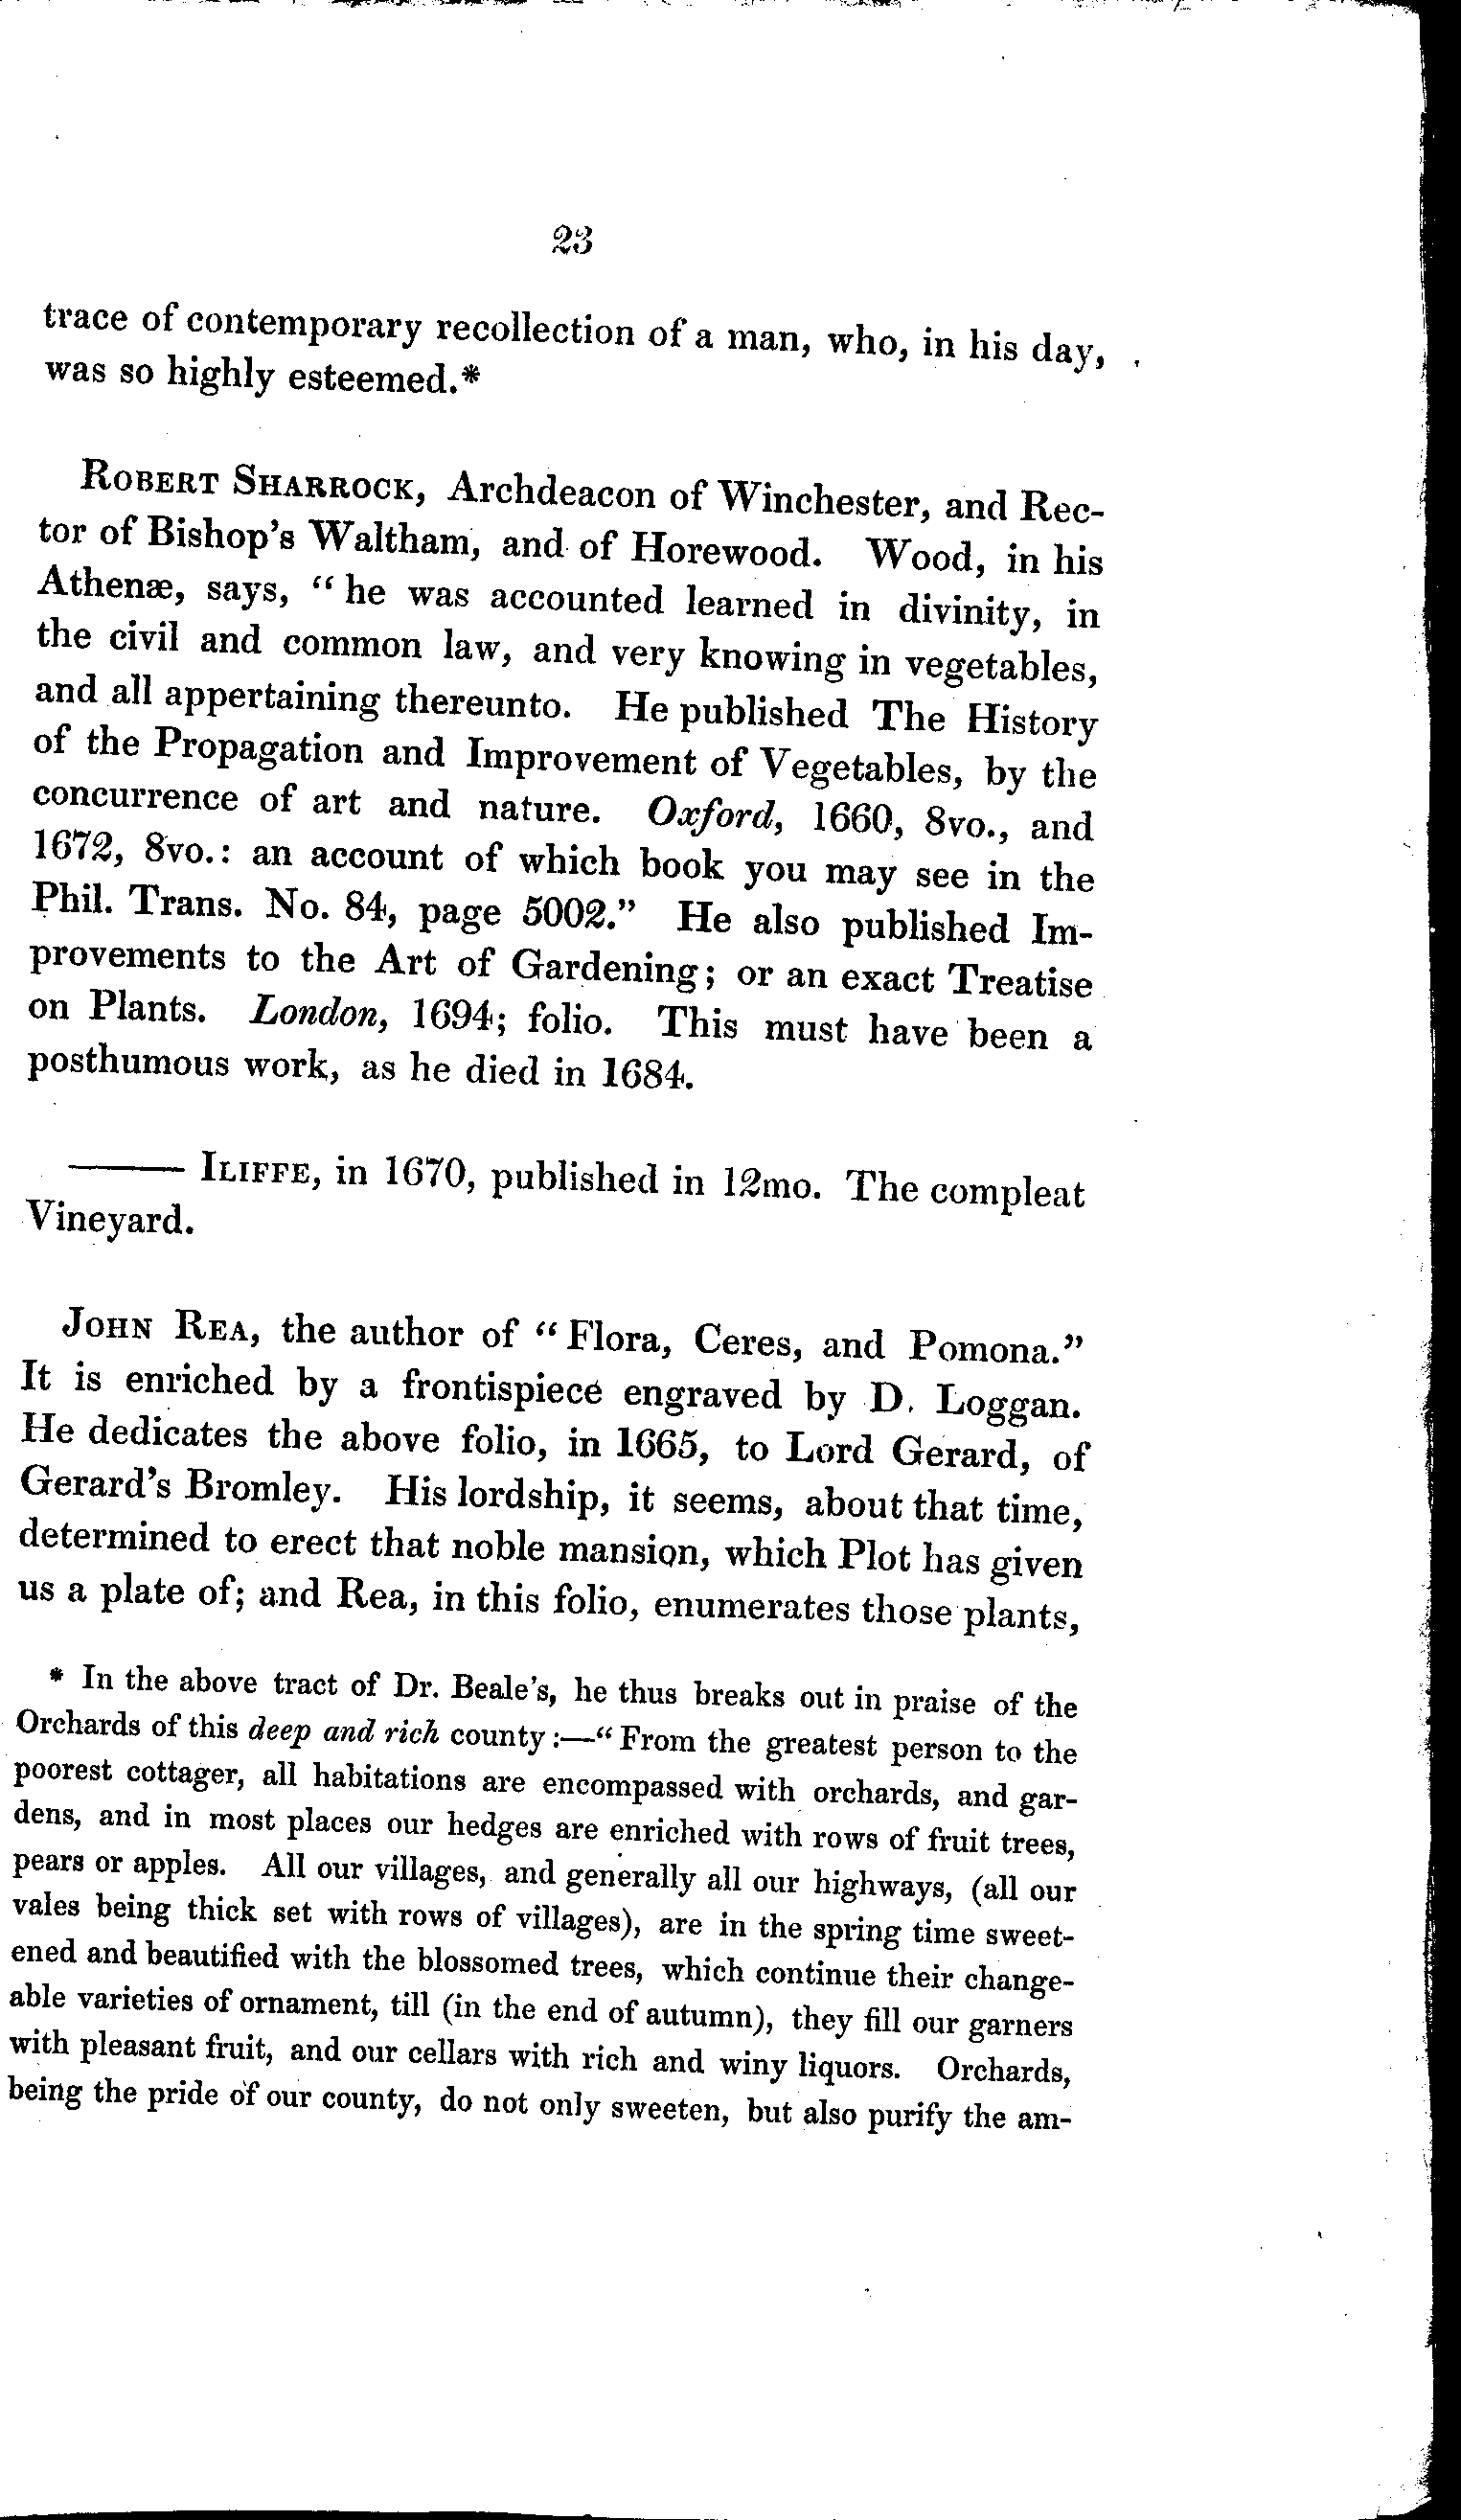 23
trace of contemporary recollection of a man, who, in his day,
was so highly esteemed.*
ROBERT SHARROCK, Archdeacon of Winchester, and Rec-
tor of Bishop's Waltham, and of Horewood. Wood, in his
Athenæ, says, “he was accounted learned in divinity, in
the civil and common law, and very knowing in vegetables,
and all appertaining thereunto. He published The History
of the Propagation and Improvement of Vegetables, by the
concurrence of art and nature. Oxford, 1660, 8vo., and
1672, 8vo.: an account of which book you may see in the
Phil. Trans. No. 84, page 5002.” He also published Im-
provements to the Art of Gardening; or an exact Treatise
on Plants. London, 1694; folio. This must have been a
posthumous work, as he died in 1684.
——— ILIFFE, in 1670, published in 12mo. The compleat
Vineyard.
JOHN REA, the author of “Flora, Ceres, and Pomona.”
It is enriched by a frontispiece engraved by D. Loggan.
He dedicates the above folio, in 1665, to Lord Gerard, of
Gerard's Bromley. His lordship, it seems, about that time,
determined to erect that noble mansion, which Plot has given
us a plate of; and Rea, in this folio, enumerates those plants,
* In the above tract of Dr. Beale's, he thus breaks out in praise of the
Orchards of this deep and rich county:—“From the greatest person to the
poorest cottager, all habitations are encompassed with orchards, and gar-
dens, and in most places our hedges are enriched with rows of fruit trees,
pears or apples. All our villages, and generally all our highways, (all our
vales being thick set with rows of villages), are in the spring time sweet-
ened and beautified with the blossomed trees, which continue their change-
able varieties of ornament, till (in the end of autumn), they fill our garners
with pleasant fruit, and our cellars with rich and winy liquors. Orchards,
being the pride of our county, do not only sweeten, but also purify the am-